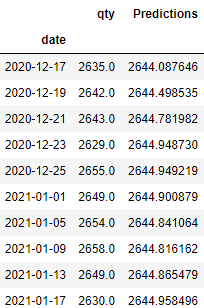 qty Predictions
date
2020-12-17 2635.0 2644.087646
2020-12-19 2642.0 2644.498535
2020-12-21 2643.0 2644.781982
2020-12-23 2629.0 2644.948730
2020-12-25 2655.0 2644.949219
2021-01-01 2649.0 2644.900879
2021-01-05 2654.0 2644.841064
2021-01-09 2658.0 2644.816162
2021-01-13 2649.0 2644.865479
2021-01-17 2630.0 2644.958496